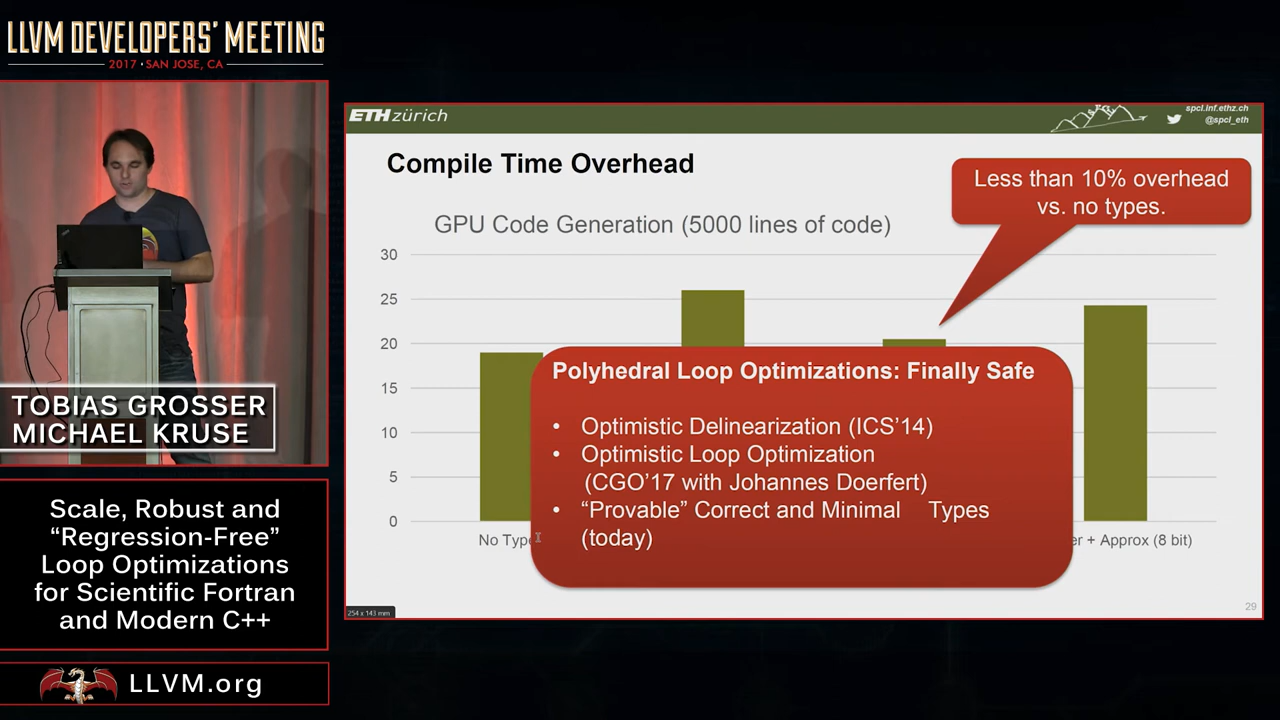 LLVM DEVELOPERS' MEETING
2017 · SAN JOSE, CA
TOBIAS GROSSER
MICHAEL KRUSE
Scale, Robust and
“Regression-Free”
Loop Optimizations
for Scientific Fortran
and Modern C++
LLVM.org
ETHzürich
spcl.inf.ethz.ch
@spcl_eth
Compile Time Overhead
Less than 10% overhead
vs. no types.
GPU Code Generation (5000 lines of code)
30
25
20
15
10
5
0
No Type
er + Approx (8 bit)
Polyhedral Loop Optimizations: Finally Safe
• Optimistic Delinearization (ICS’14)
• Optimistic Loop Optimization
(CGO’17 with Johannes Doerfert)
• “Provable” Correct and Minimal Types
(today)
254 x 143 mm
29